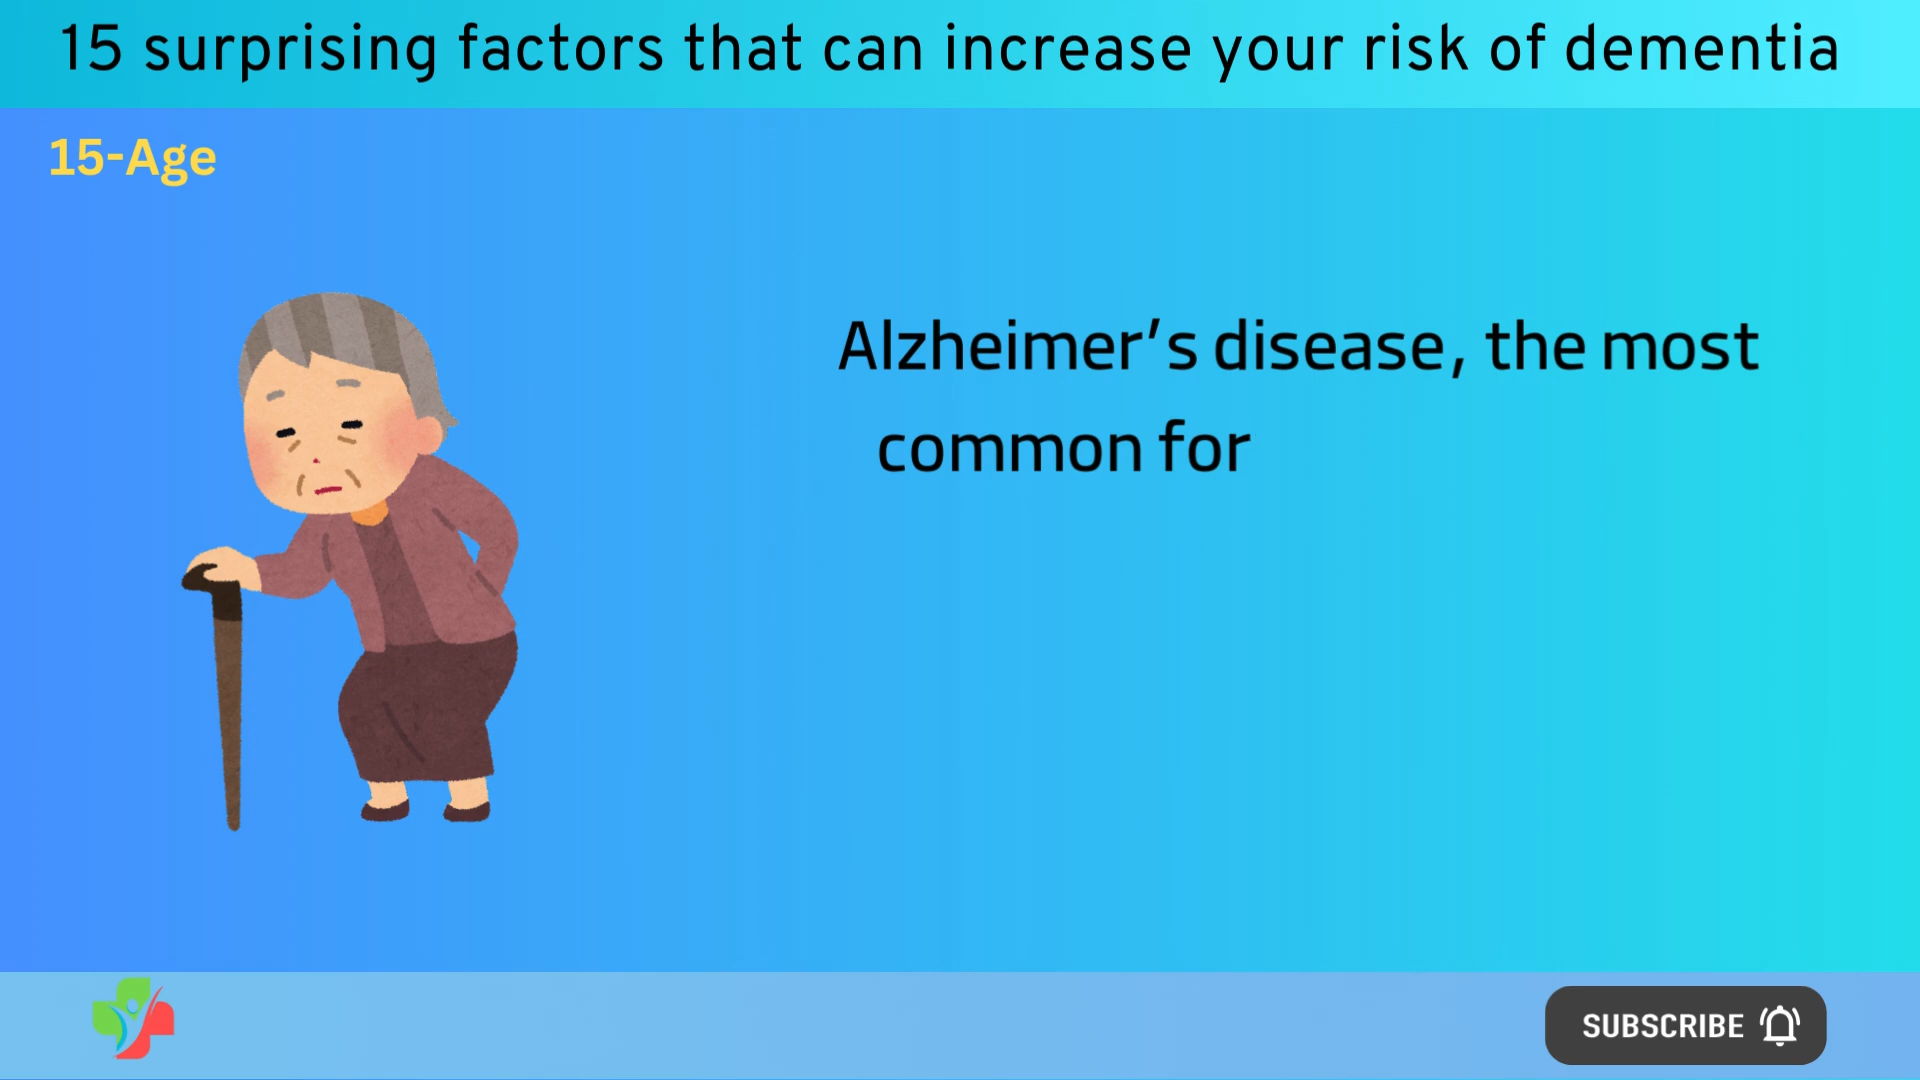 15 surprising factors that can increase your risk of dementia
15-Age
Alzheimer’s disease, the most
common for
SUBSCRIBE